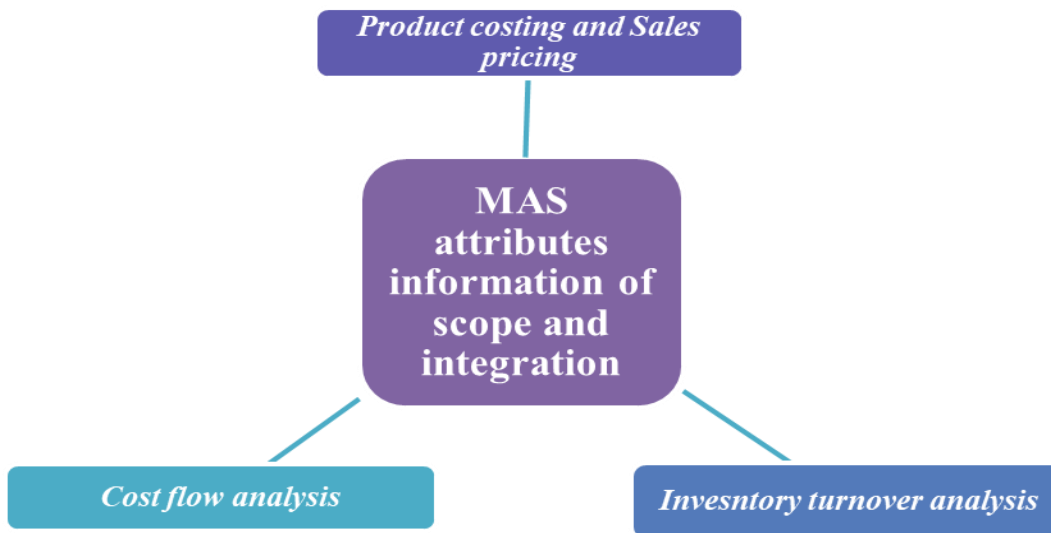 Product costing and Sales
pricing
MAS
attributes
information of
scope and
integration
Cost flow analysis
Invesntory turnover analysis